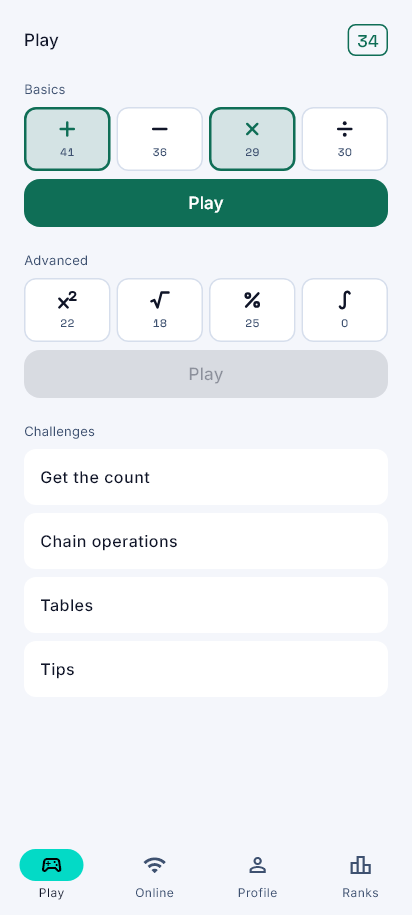 Play
34
Basics
+ − × ÷
41 36 29 30
Play
Advanced
x² √ % ∫
22 18 25 0
Play
Challenges
Get the count
Chain operations
Tables
Tips
Play Online Profile Ranks